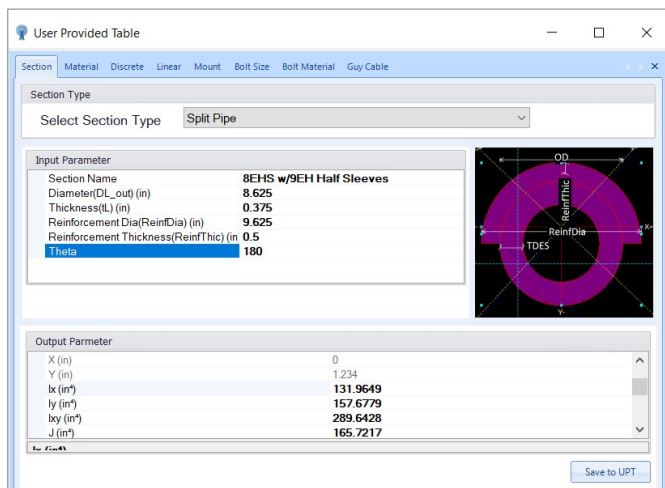 User Provided Table
Section Material Discrete Linear Mount Bolt Size Bolt Material Guy Cable
Section Type
Select Section Type Split Pipe
Input Parameter
Section Name 8EHS w/9EH Half Sleeves
Diameter(DL_out) (in) 8.625
Thickness(tL) (in) 0.375
Reinforcement Dia(ReinfDia) (in) 9.625
Reinforcement Thickness(ReinfThic) (in 0.5
Theta 180
OD
ReinfThic
ReinfDia
X+
TDES
Y-
Output Parmeter
X (in) 0
Y (in) 1.234
Ix (in⁴) 131.9649
Iy (in⁴) 157.6779
Ixy (in⁴) 289.6428
J (in⁴) 165.7217
Ix (in⁴)
Save to UPT